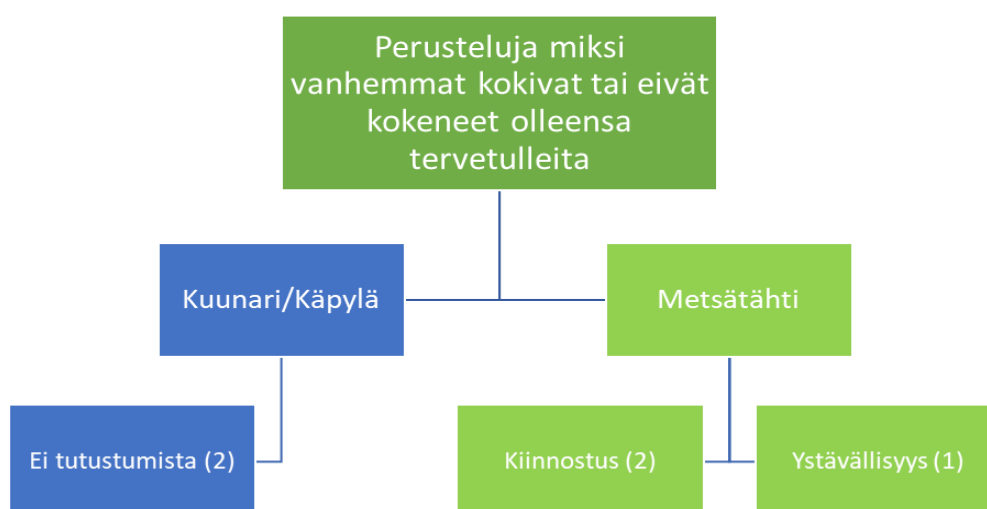 Perusteluja miksi
vanhemmat kokivat tai eivät
kokeneet olleensa
tervetulleita
Kuunari/Käpylä
Metsätähti
Ei tutustumista (2)
Kiinnostus (2)
Ystävällisyys (1)